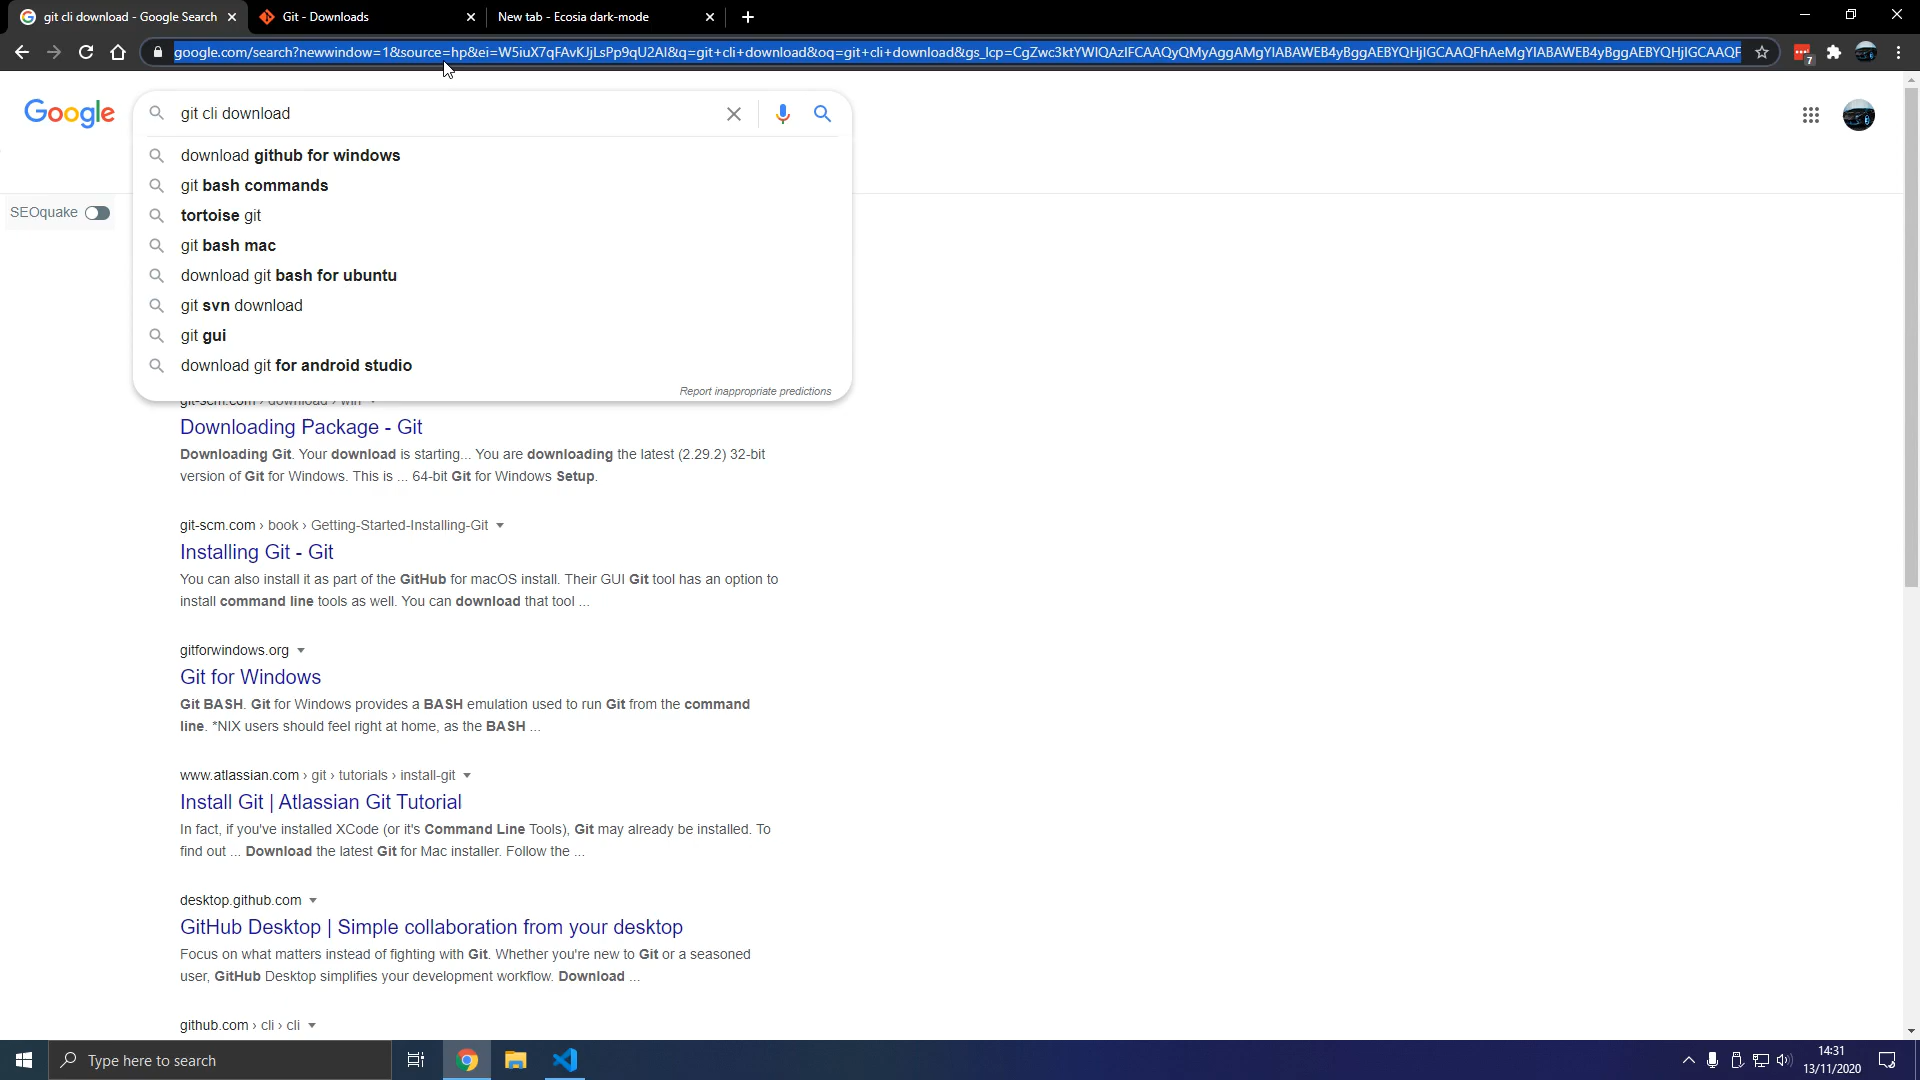 git cli download - Google Search
Git - Downloads
New tab - Ecosia dark-mode
google.com/search?newwindow=1&source=hp&ei=W5iuX7qFAvKJjLsPp9qU2AI&q=git+cli+download&oq=git+cli+download&gs_lcp=CgZwc3ktYWIQAzIFCAAQyQMyAggAMgYIABAWEB4yBggAEBYQHjIGCAAQFhAeMgYIABAWEB4yBggAEBYQHjIGCAAQF
7
Google
git cli download
download github for windows
git bash commands
tortoise git
git bash mac
download git bash for ubuntu
git svn download
git gui
download git for android studio
Report inappropriate predictions
SEOquake
git-scm.com › download › win
Downloading Package - Git
Downloading Git. Your download is starting... You are downloading the latest (2.29.2) 32-bit
version of Git for Windows. This is ... 64-bit Git for Windows Setup.
git-scm.com › book › Getting-Started-Installing-Git
Installing Git - Git
You can also install it as part of the GitHub for macOS install. Their GUI Git tool has an option to
install command line tools as well. You can download that tool ...
gitforwindows.org
Git for Windows
Git BASH. Git for Windows provides a BASH emulation used to run Git from the command
line. *NIX users should feel right at home, as the BASH ...
www.atlassian.com › git › tutorials › install-git
Install Git | Atlassian Git Tutorial
In fact, if you've installed XCode (or it's Command Line Tools), Git may already be installed. To
find out ... Download the latest Git for Mac installer. Follow the ...
desktop.github.com
GitHub Desktop | Simple collaboration from your desktop
Focus on what matters instead of fighting with Git. Whether you're new to Git or a seasoned
user, GitHub Desktop simplifies your development workflow. Download ...
github.com › cli › cli
Type here to search
14:31
13/11/2020